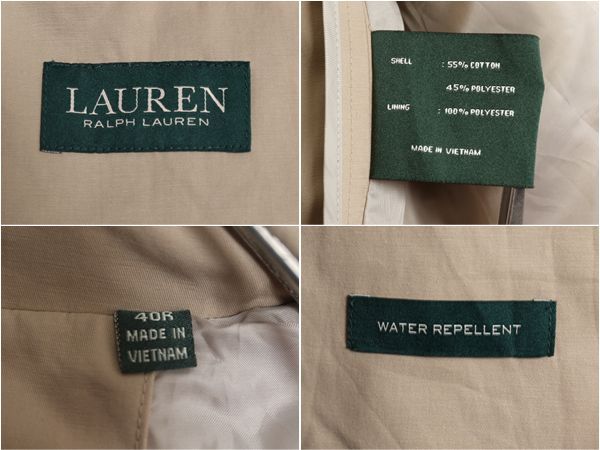 LAUREN
RALPH LAUREN
SHELL : 55% COTTON
45% POLYESTER
LINING : 100% POLYESTER
MADE IN VIETNAM
40R
MADE IN
VIETNAM
WATER REPELLENT